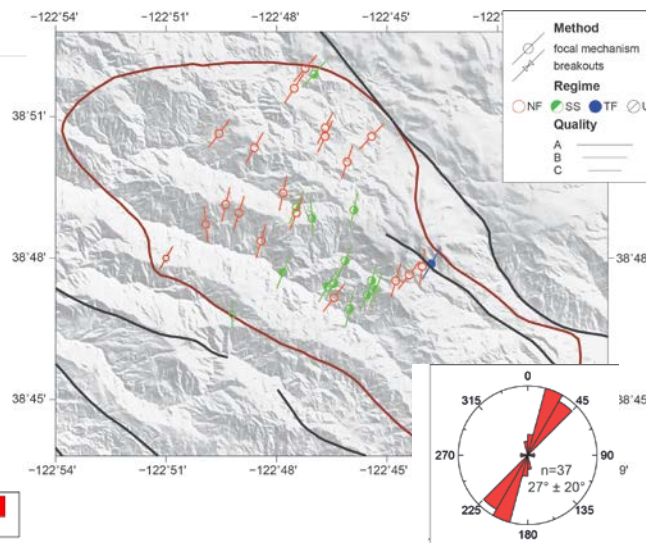 −122°54' −122°51' −122°48' −122°45' −122°
Method
focal mechanism
breakouts
Regime
NF SS TF U
Quality
A
B
C
38°51'
38°48' 38°48'
38°45' 38°45'
−122°54' −122°51' −122°48' −122°45' 9'
0
315 45
270 90
n=37
27° ± 20°
225 135
180